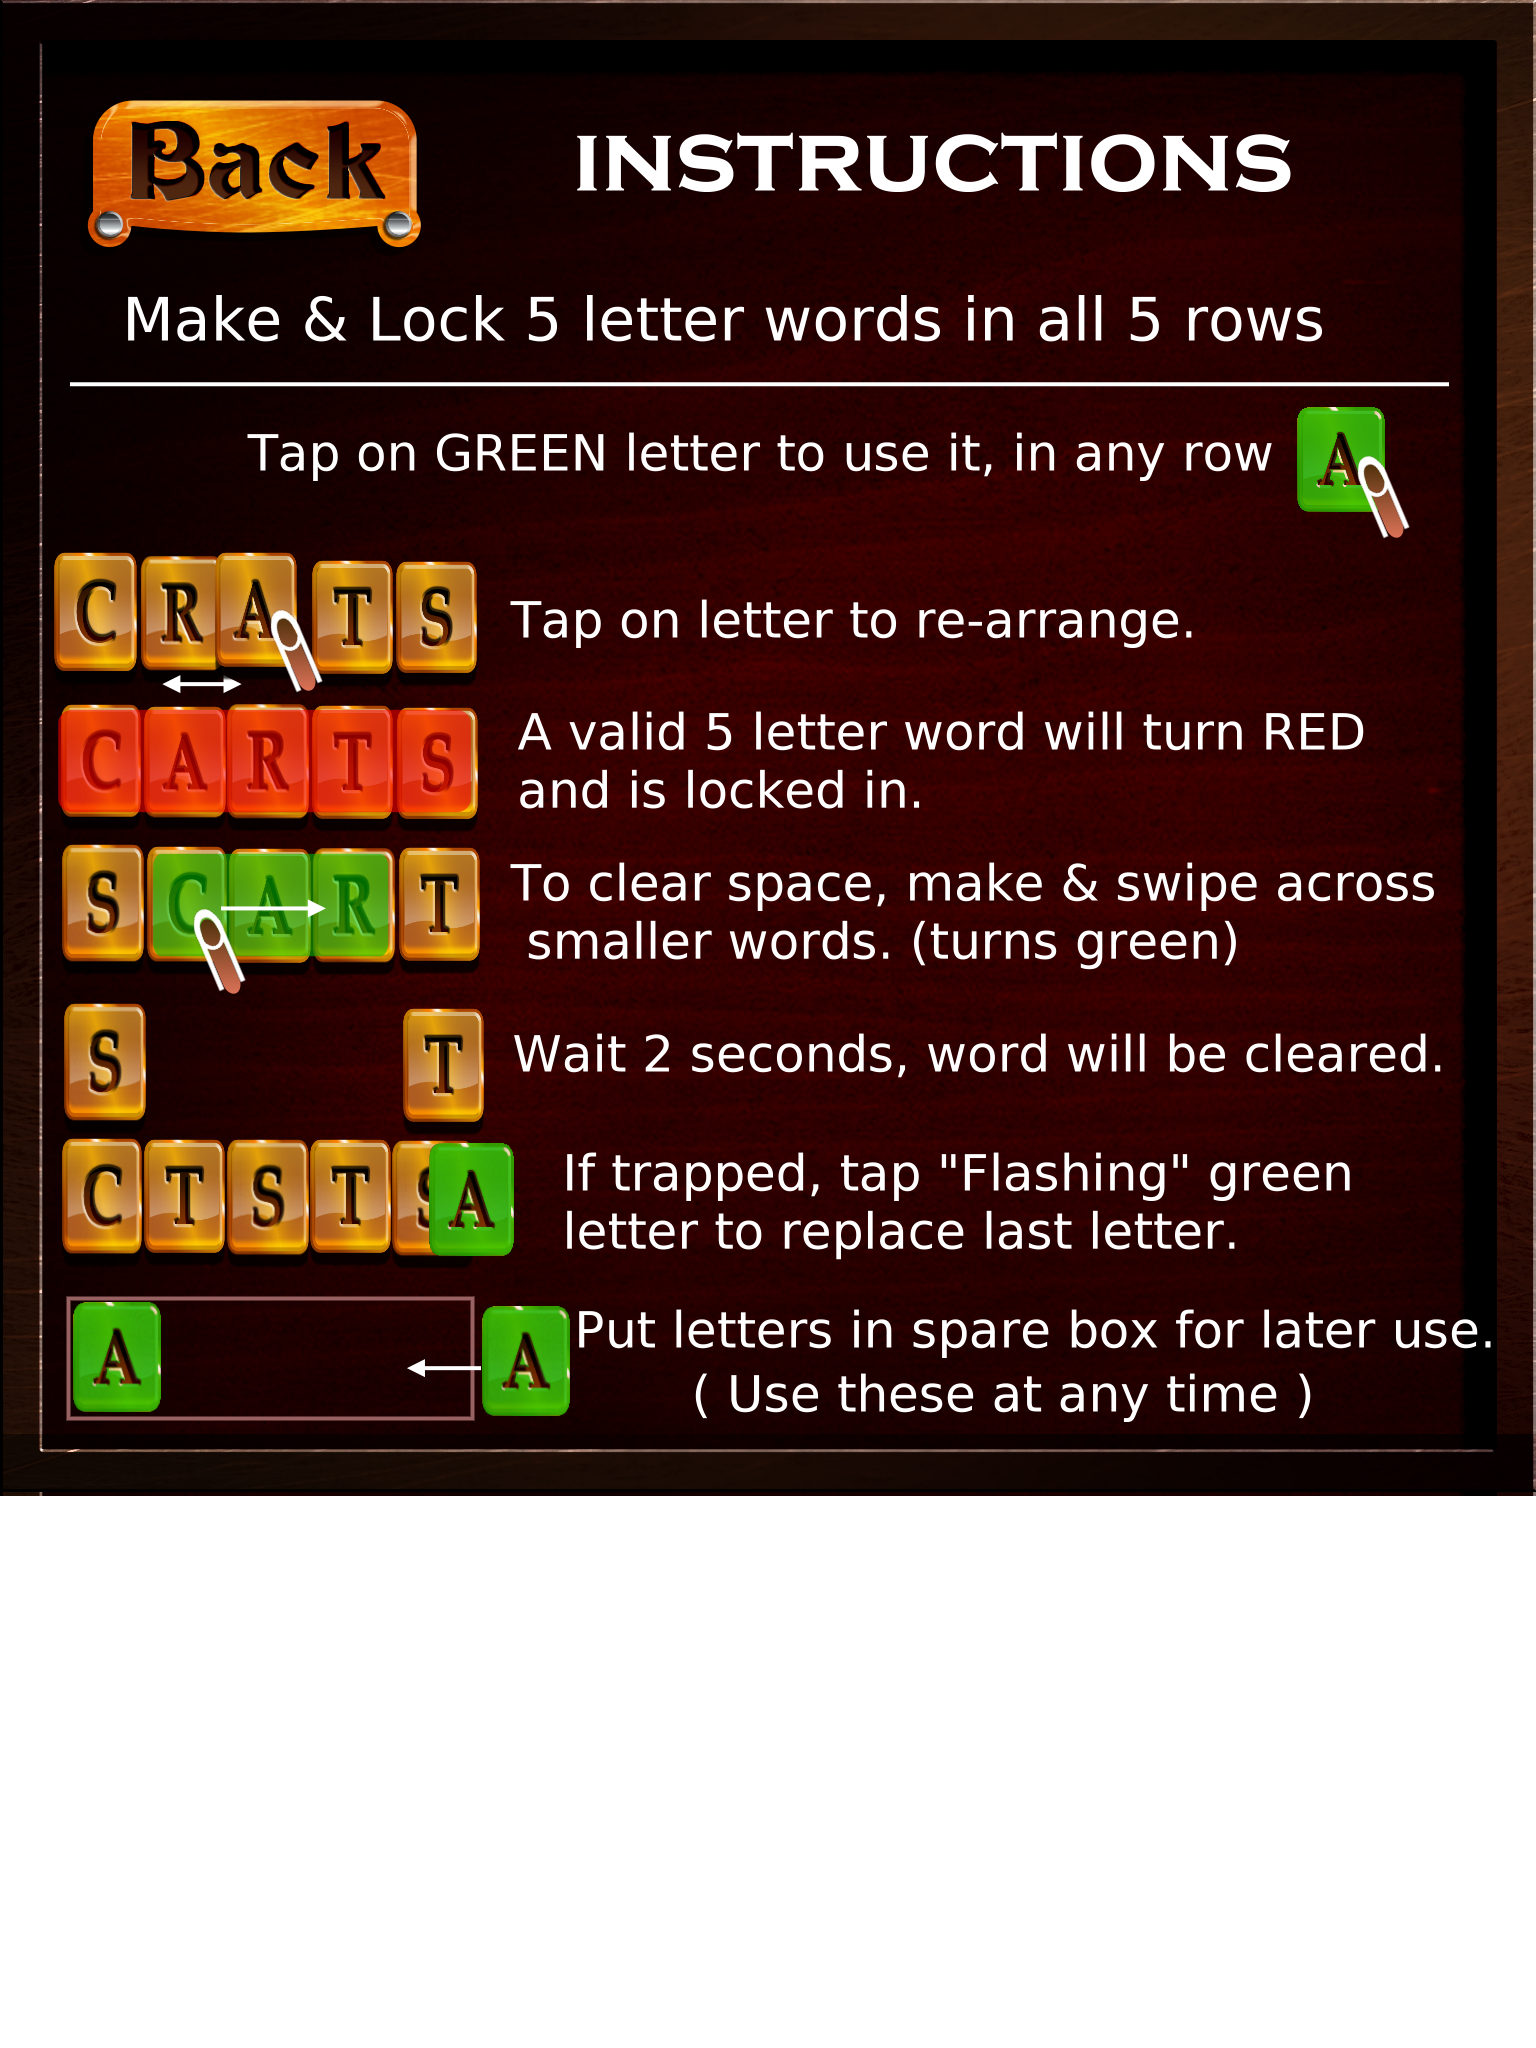 Back
INSTRUCTIONS
Make & Lock 5 letter words in all 5 rows
Tap on GREEN letter to use it, in any row
A
C R A T S
Tap on letter to re-arrange.
C A R T S
A valid 5 letter word will turn RED
and is locked in.
S C A R T
To clear space, make & swipe across
smaller words. (turns green)
S T
Wait 2 seconds, word will be cleared.
C T S T S A
If trapped, tap "Flashing" green
letter to replace last letter.
A A
Put letters in spare box for later use.
( Use these at any time )